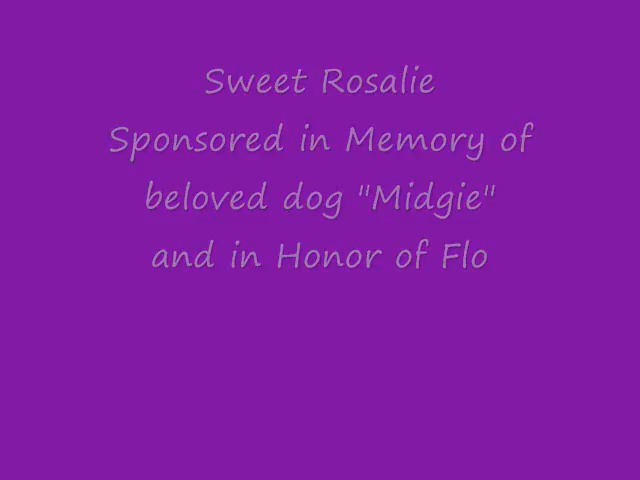 Sweet Rosalie
Sponsored in Memory of
beloved dog "Midgie"
and in Honor of Flo